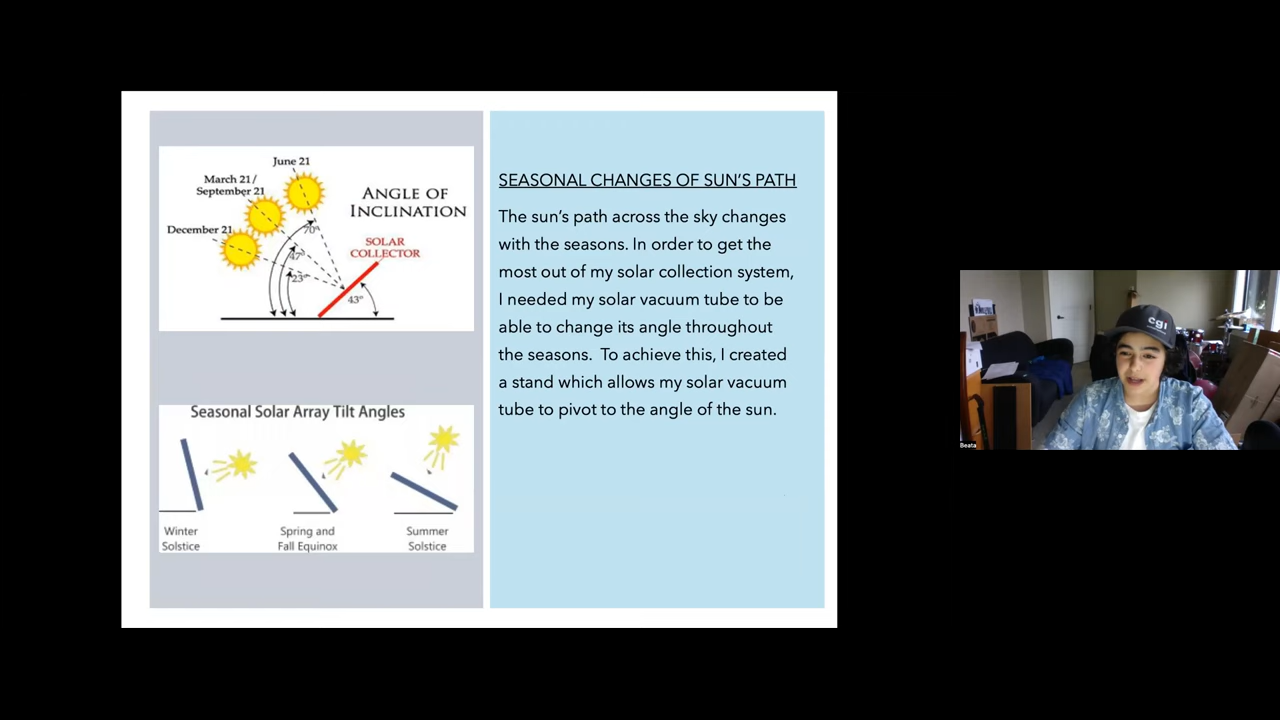 June 21
March 21/
September 21
December 21
ANGLE OF
INCLINATION
SOLAR
COLLECTOR
70°
47°
23°
43°
Seasonal Solar Array Tilt Angles
Winter
Solstice
Spring and
Fall Equinox
Summer
Solstice
SEASONAL CHANGES OF SUN'S PATH
The sun's path across the sky changes
with the seasons. In order to get the
most out of my solar collection system,
I needed my solar vacuum tube to be
able to change its angle throughout
the seasons.  To achieve this, I created
a stand which allows my solar vacuum
tube to pivot to the angle of the sun.
cgi
Beata